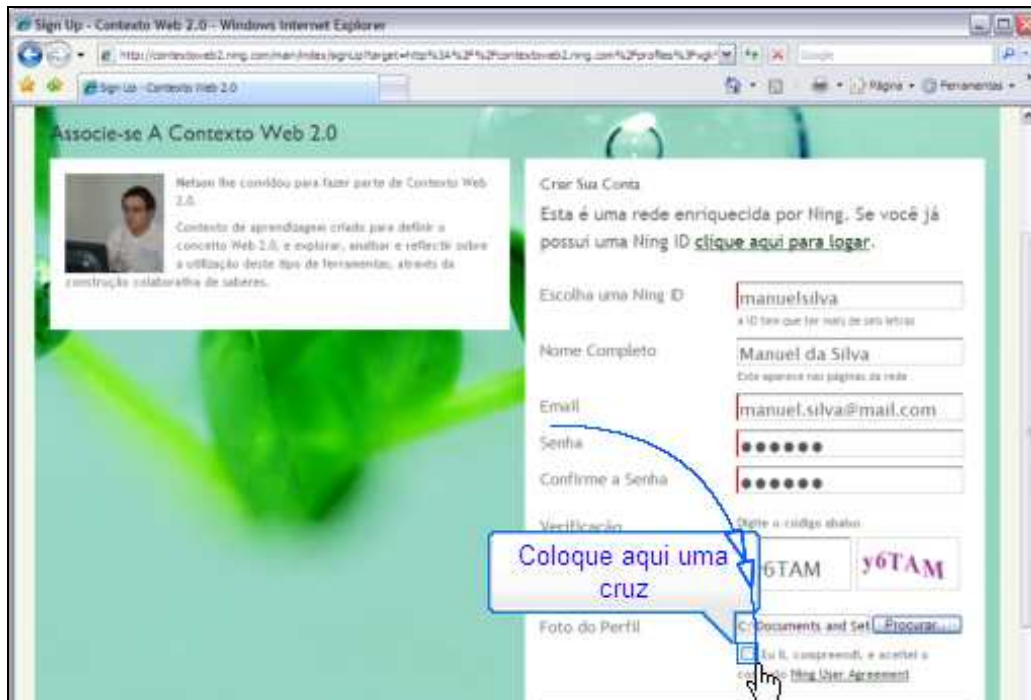 Sign Up - Contexto Web 2.0 - Windows Internet Explorer
Google
Sign Up - Contexto Web 2.0
Página
Ferramentas
Associe-se A Contexto Web 2.0
Nelson lhe convidou para fazer parte de Contexto Web
2.0.
Contexto de aprendizagem criado para definir o
conceito Web 2.0, e explorar, analisar e reflectir sobre
a utilização deste tipo de ferramentas, através da
construção colaborativa de saberes.
Criar Sua Conta
Esta é uma rede enriquecida por Ning. Se você já
possui uma Ning ID clique aqui para logar.
Escolha uma Ning ID
manuelsilva
a ID tem que ter mais de seis letras
Nome Completo
Manuel da Silva
Este aparece nas páginas da rede
Email
manuel.silva@mail.com
Senha
●●●●●●
Confirme a Senha
●●●●●●
Verificação
Digite o código abaixo
6TAM
y6TAM
Coloque aqui uma
cruz
Foto do Perfil
C:\Documents and Set
Procurar...
Eu li, compreendi, e aceitei o
Ning User Agreement